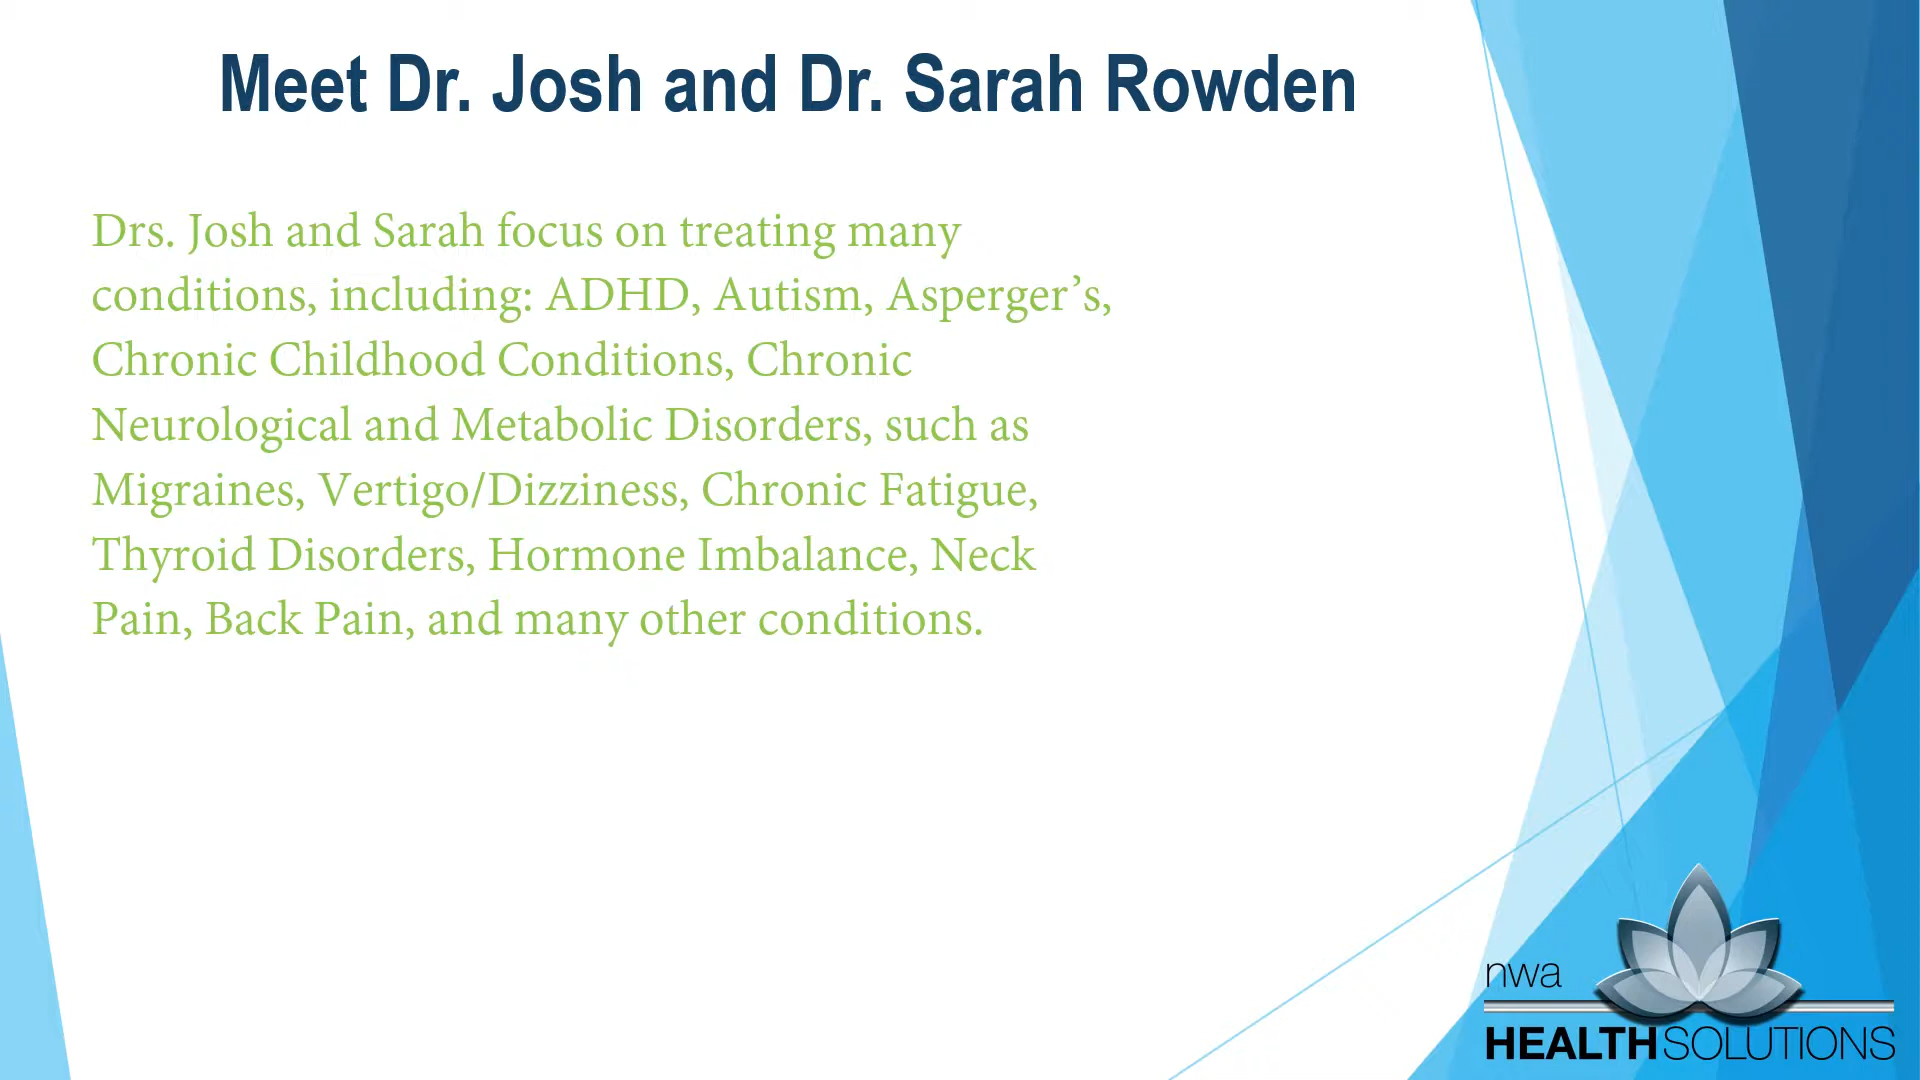 Meet Dr. Josh and Dr. Sarah Rowden
Drs. Josh and Sarah focus on treating many
conditions, including: ADHD, Autism, Asperger’s,
Chronic Childhood Conditions, Chronic
Neurological and Metabolic Disorders, such as
Migraines, Vertigo/Dizziness, Chronic Fatigue,
Thyroid Disorders, Hormone Imbalance, Neck
Pain, Back Pain, and many other conditions.
nwa
HEALTHSOLUTIONS